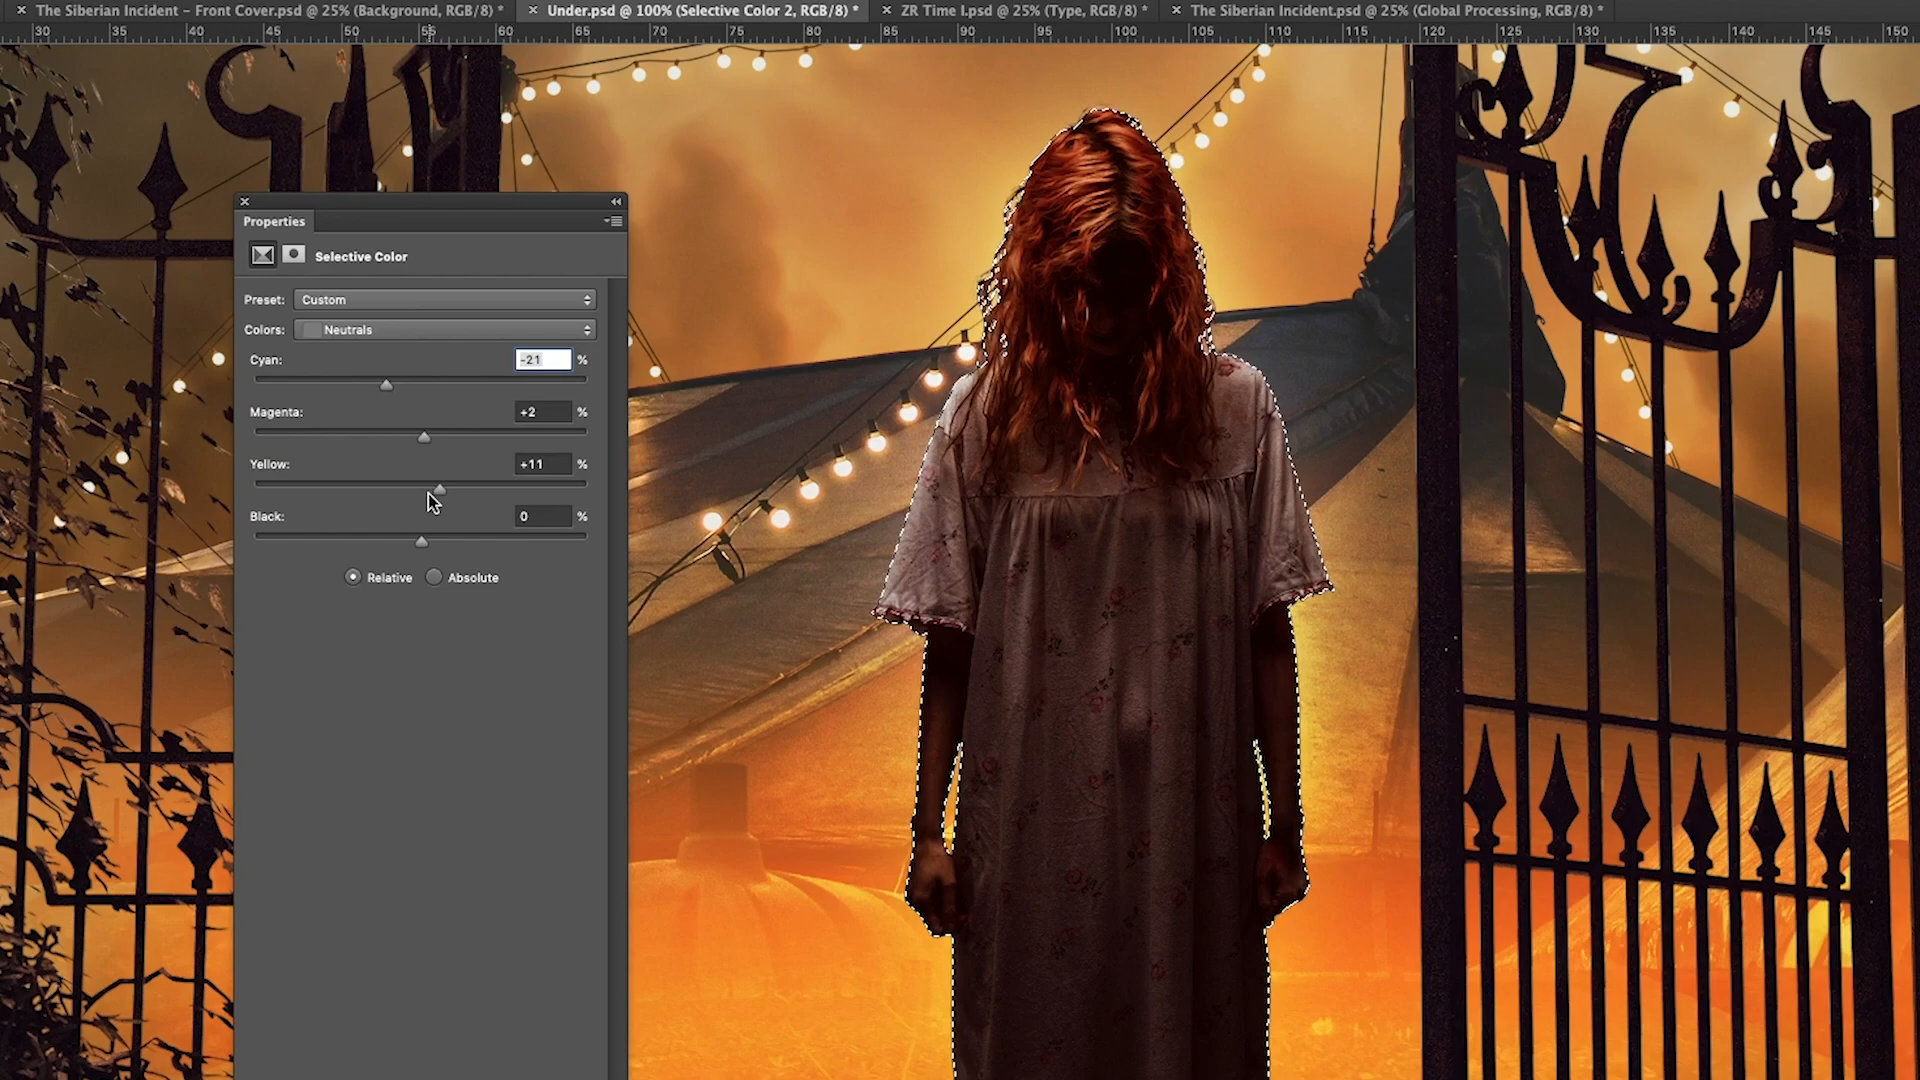 The Siberian Incident - Front Cover.psd @ 25% (Background, RGB/8) *
Under.psd @ 100% (Selective Color 2, RGB/8) *
ZR Time I.psd @ 25% (Type, RGB/8) *
The Siberian Incident.psd @ 25% (Global Processing, RGB/8) *
30 35 40 45 50 55 60 65 70 75 80 85 90 95 100 105 110 115 120 125 130 135 140 145 150
Properties
Selective Color
Preset: Custom
Colors: Neutrals
Cyan: -21 %
Magenta: +2 %
Yellow: +11 %
Black: 0 %
Relative Absolute